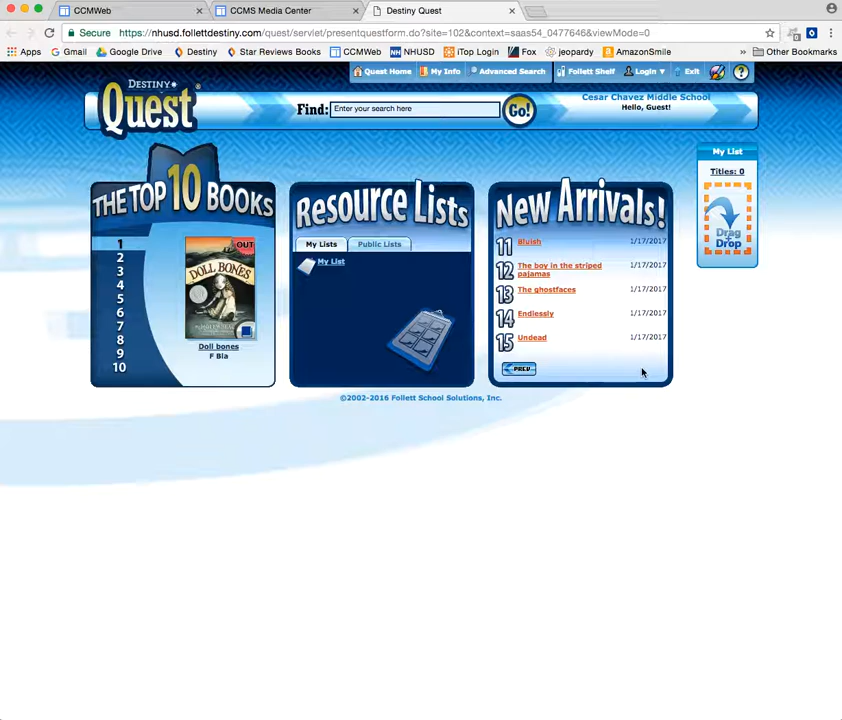 CCMWeb
CCMS Media Center
Destiny Quest
Secure https://nhusd.follettdestiny.com/quest/servlet/presentquestform.do?site=102&context=saas54_0477646&viewMode=0
Apps G Google Drive Destiny Star Reviews Books CCMWeb NH NHUSD iTop Login Fox jeopardy a AmazonSmile » Other Bookmarks
Quest Home My Info Advanced Search Follett Shelf Login Exit ?
DESTINY
Quest
Find: Enter your search here Go!
Cesar Chavez Middle School
Hello, Guest!
THE TOP 10 BOOKS
1
2
3
4
5
6
7
8
9
10
OUT
DOLL BONES
Doll bones
F Bla
Resource Lists
My Lists Public Lists
My List
New Arrivals!
11 Bluish 1/17/2017
12 The boy in the striped
pajamas 1/17/2017
13 The ghostfaces 1/17/2017
14 Endlessly 1/17/2017
15 Undead 1/17/2017
PREV
My List
Titles: 0
Drag
Drop
©2002-2016 Follett School Solutions, Inc.